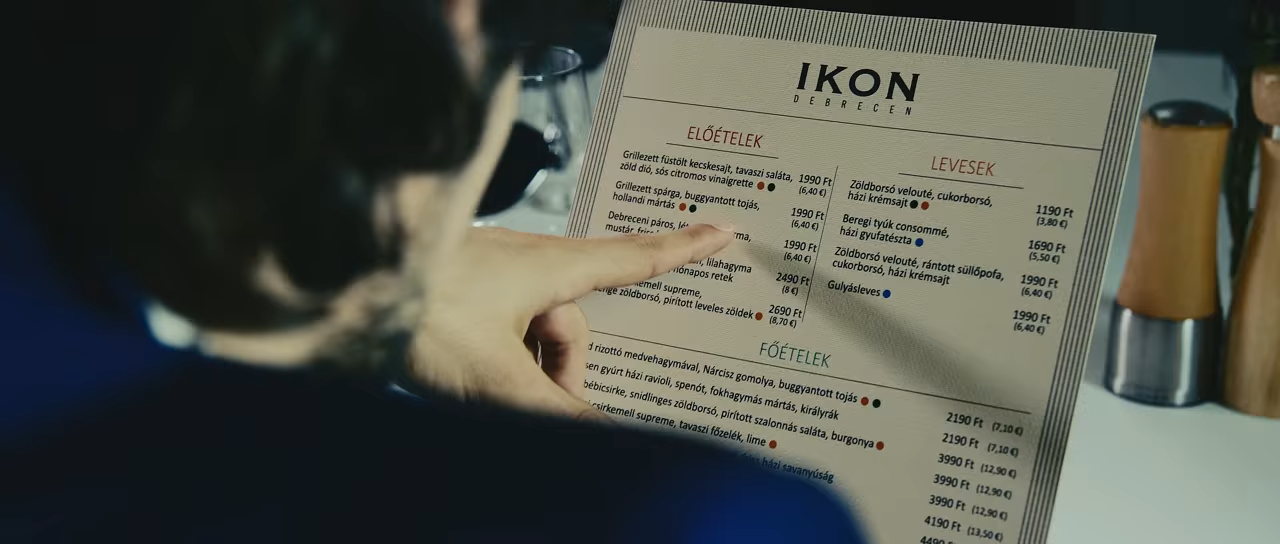 IKON
DEBRECEN
ELŐÉTELEK
Grillezett füstölt kecskesajt, tavaszi saláta,
zöld dió, sós citromos vinaigrette
1990 Ft
(6,40 €)
Grillezett spárga, buggyantott tojás,
hollandi mártás
1990 Ft
(6,40 €)
Debreceni páros,
mustár,
1990 Ft
(6,40 €)
lilahagyma
hónapos retek
2490 Ft
(8 €)
supreme,
zöldborsó, pirított leveles zöldek
2690 Ft
(8,70 €)
LEVESEK
Zöldborsó velouté, cukorborsó,
házi krémsajt
1190 Ft
(3,80 €)
Beregi tyúk consommé,
házi gyufatészta
1690 Ft
(5,50 €)
Zöldborsó velouté, rántott süllőpofa,
cukorborsó, házi krémsajt
1990 Ft
(6,40 €)
Gulyásleves
1990 Ft
(6,40 €)
FŐÉTELEK
rizottó medvehagymával, Nárcisz gomolya, buggyantott tojás
2190 Ft (7,10 €)
gyúrt házi ravioli, spenót, fokhagymás mártás, királyrák
2190 Ft (7,10 €)
bébicsirke, snidlinges zöldborsó, pirított szalonnás saláta, burgonya
3990 Ft (12,90 €)
csirkemell supreme, tavaszi főzelék, lime
3990 Ft (12,90 €)
házi savanyúság
3990 Ft (12,90 €)
4190 Ft (13,50 €)